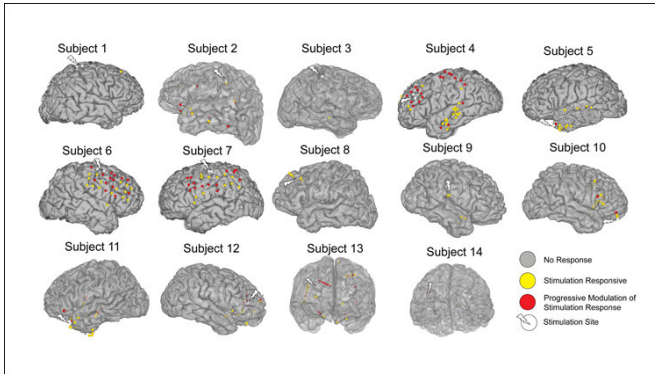 Subject 1
Subject 2
Subject 3
Subject 4
Subject 5
Subject 6
Subject 7
Subject 8
Subject 9
Subject 10
Subject 11
Subject 12
Subject 13
Subject 14
No Response
Stimulation Responsive
Progressive Modulation of
Stimulation Response
Stimulation Site